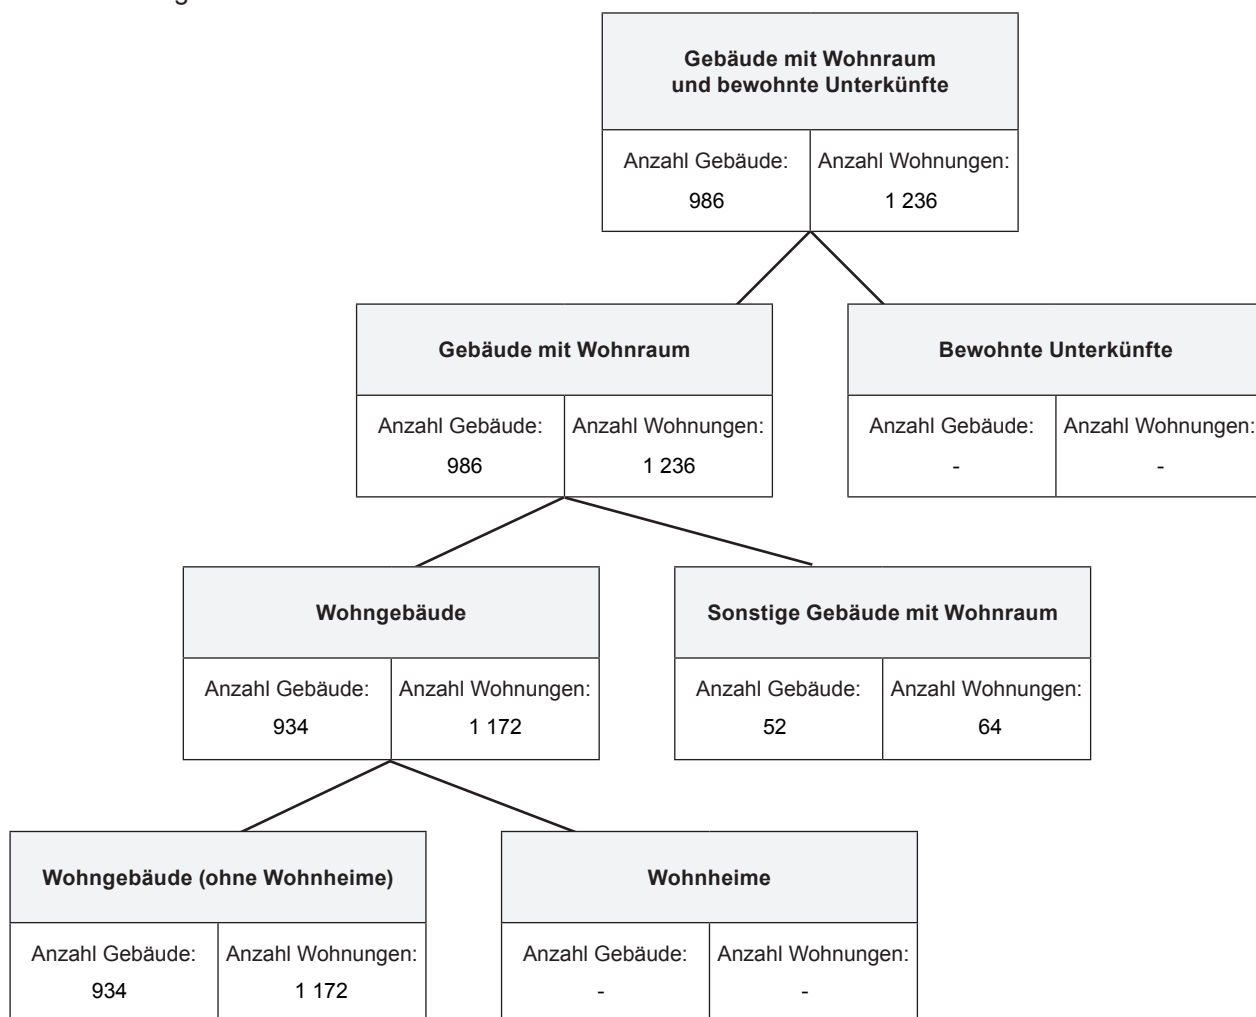 Gebäude mit Wohnraum
und bewohnte Unterkünfte
Anzahl Gebäude: Anzahl Wohnungen:
986 1 236
Gebäude mit Wohnraum Bewohnte Unterkünfte
Anzahl Gebäude: Anzahl Wohnungen: Anzahl Gebäude: Anzahl Wohnungen:
986 1 236 - -
Wohngebäude Sonstige Gebäude mit Wohnraum
Anzahl Gebäude: Anzahl Wohnungen: Anzahl Gebäude: Anzahl Wohnungen:
934 1 172 52 64
Wohngebäude (ohne Wohnheime) Wohnheime
Anzahl Gebäude: Anzahl Wohnungen: Anzahl Gebäude: Anzahl Wohnungen:
934 1 172 - -